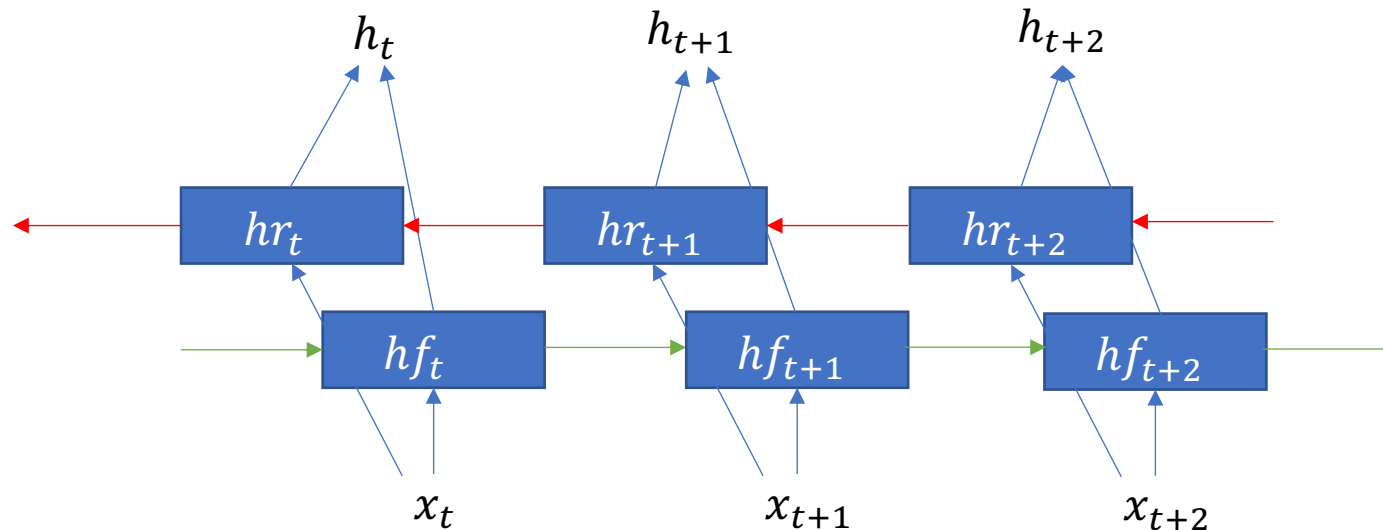 h_t h_{t+1} h_{t+2}
hr_t hr_{t+1} hr_{t+2}
hf_t hf_{t+1} hf_{t+2}
x_t x_{t+1} x_{t+2}